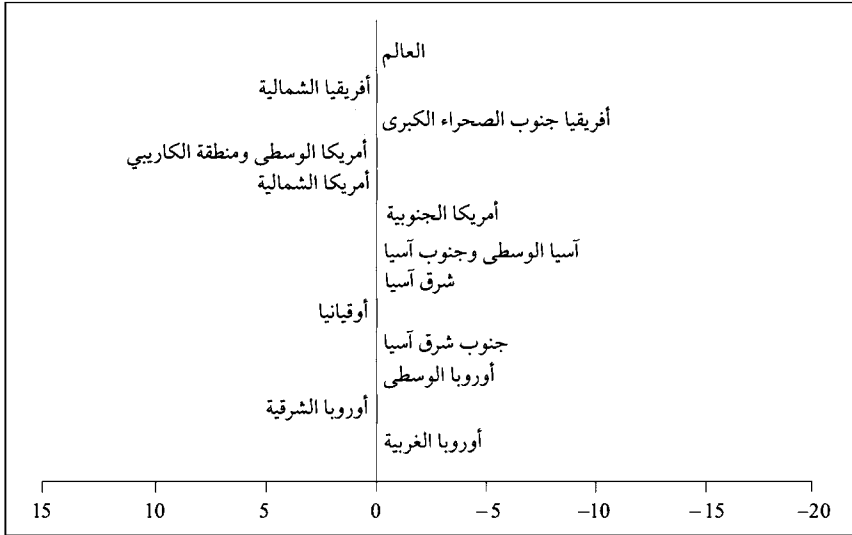 العالم
أفريقيا الشمالية
أفريقيا جنوب الصحراء الكبرى
أمريكا الوسطى ومنطقة الكاريبي
أمريكا الشمالية
أمريكا الجنوبية
آسيا الوسطى وجنوب آسيا
شرق آسيا
أوقيانيا
جنوب شرق آسيا
أوروبا الوسطى
أوروبا الشرقية
أوروبا الغربية
15 10 5 0 −5 −10 −15 −20